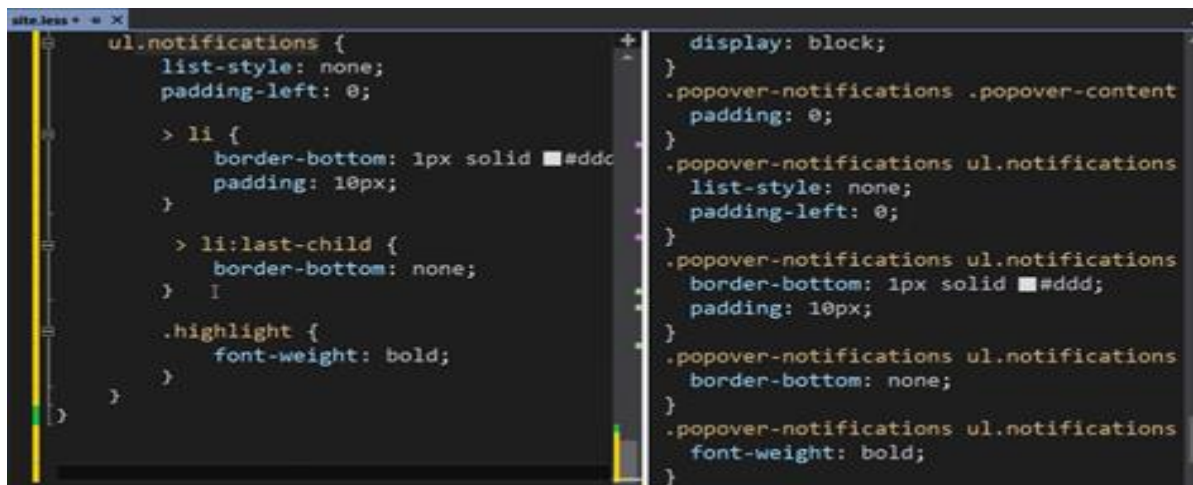 site.less*
ul.notifications {
list-style: none;
padding-left: 0;
> li {
border-bottom: 1px solid #ddd
padding: 10px;
}
> li:last-child {
border-bottom: none;
}
.highlight {
font-weight: bold;
}
}
}
display: block;
}
.popover-notifications .popover-content
padding: 0;
}
.popover-notifications ul.notifications
list-style: none;
padding-left: 0;
}
.popover-notifications ul.notifications
border-bottom: 1px solid #ddd;
padding: 10px;
}
.popover-notifications ul.notifications
border-bottom: none;
}
.popover-notifications ul.notifications
font-weight: bold;
}